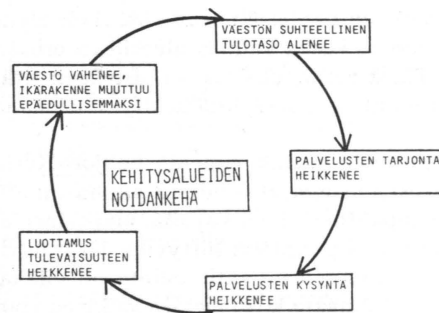 VÄESTÖN SUHTEELLINEN
TULOTASO ALENEE
VÄESTÖ VÄHENEE,
IKÄRAKENNE MUUTTUU
EPÄEDULLISEMMAKSI
PALVELUSTEN TARJONTA
HEIKKENEE
KEHITYSALUEIDEN
NOIDANKEHÄ
LUOTTAMUS
TULEVAISUUTEEN
HEIKKENEE
PALVELUSTEN KYSYNTÄ
HEIKKENEE